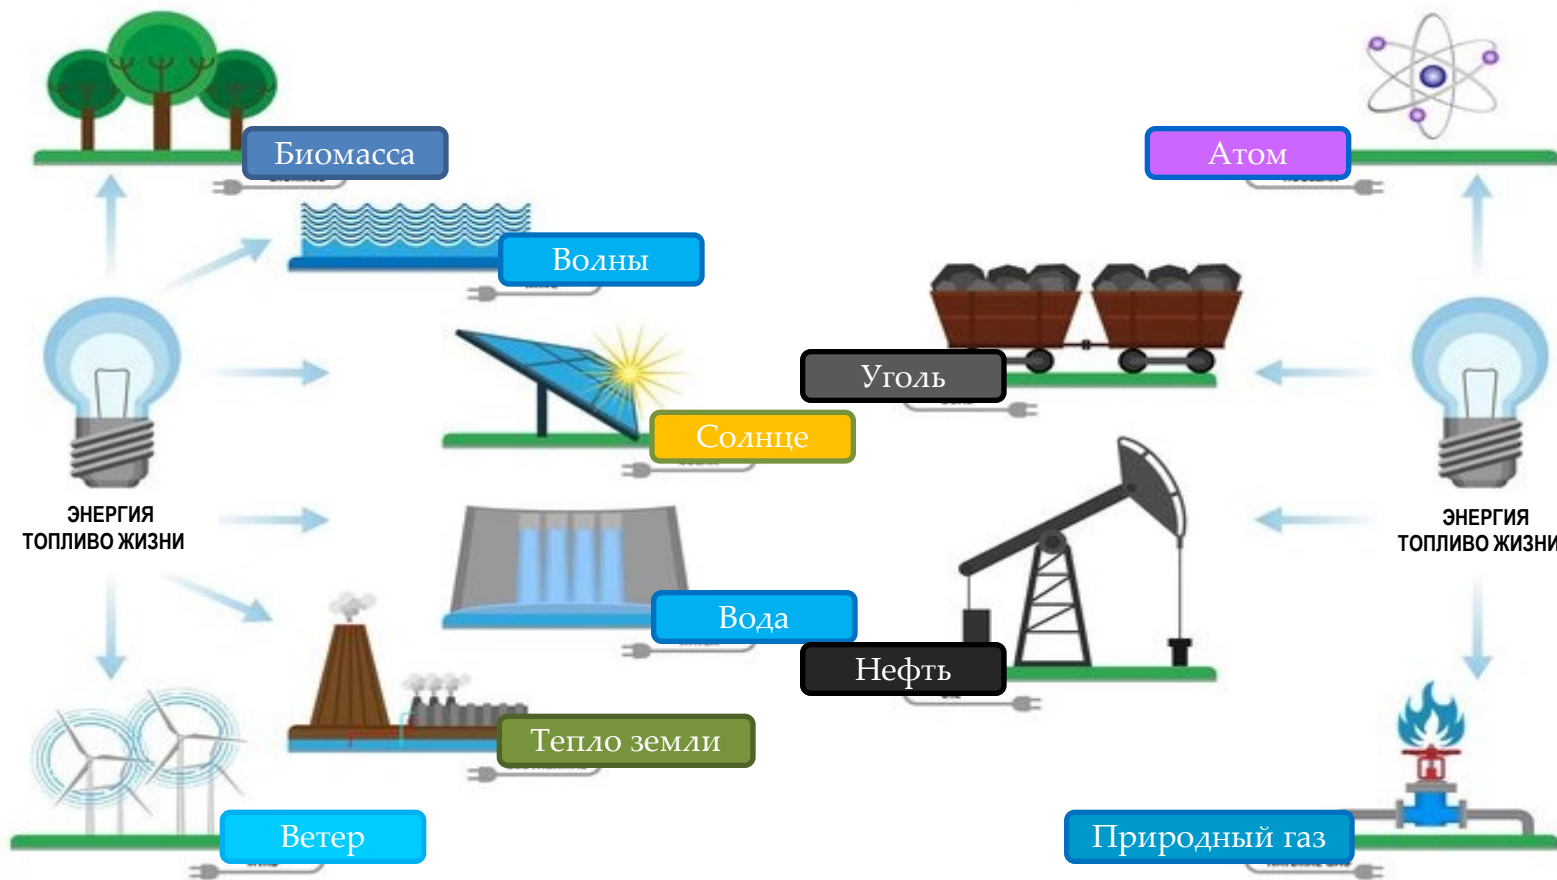 Биомасса
Атом
Волны
Уголь
Солнце
ЭНЕРГИЯ
ТОПЛИВО ЖИЗНИ
ЭНЕРГИЯ
ТОПЛИВО ЖИЗНИ
Вода
Нефть
Тепло земли
Ветер
Природный газ